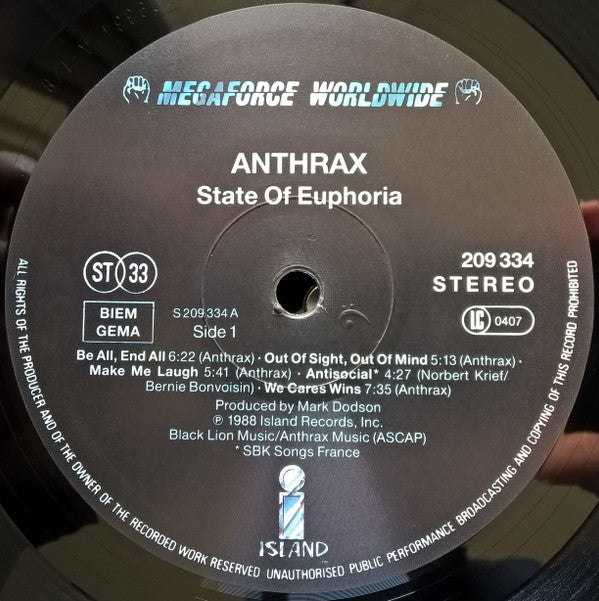 MEGAFORCE WORLDWIDE
ANTHRAX
State Of Euphoria
ST 33
209 334
STEREO
BIEM
GEMA
S 209 334 A
Side 1
LC 0407
Be All, End All 6:22 (Anthrax) · Out Of Sight, Out Of Mind 5:13 (Anthrax) ·
Make Me Laugh 5:41 (Anthrax) · Antisocial* 4:27 (Norbert Krief/
Bernie Bonvoisin) · We Cares Wins 7:35 (Anthrax)
Produced by Mark Dodson
Ⓟ 1988 Island Records, Inc.
Black Lion Music/Anthrax Music (ASCAP)
* SBK Songs France
i
ISLAND
ALL RIGHTS OF THE PRODUCER AND OF THE OWNER OF THE RECORDED WORK RESERVED UNAUTHORISED PUBLIC PERFORMANCE BROADCASTING AND COPYING OF THIS RECORD PROHIBITED